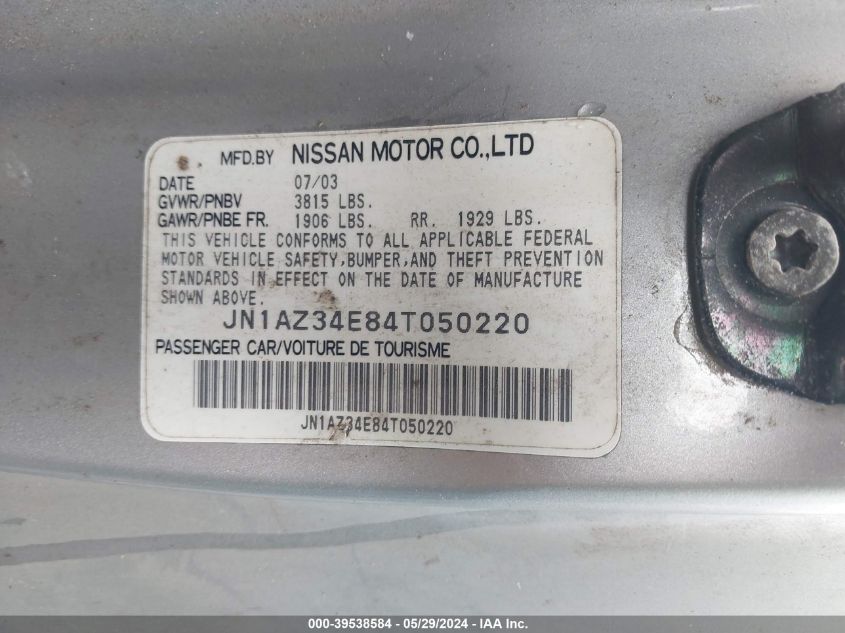 MFD.BY NISSAN MOTOR CO.,LTD
DATE 07/03
GVWR/PNBV 3815 LBS.
GAWR/PNBE FR. 1906 LBS. RR. 1929 LBS.
THIS VEHICLE CONFORMS TO ALL APPLICABLE FEDERAL
MOTOR VEHICLE SAFETY,BUMPER,AND THEFT PREVENTION
STANDARDS IN EFFECT ON THE DATE OF MANUFACTURE
SHOWN ABOVE.
JN1AZ34E84T050220
PASSENGER CAR/VOITURE DE TOURISME
JN1AZ34E84T050220
000-39538584 - 05/29/2024 - IAA Inc.